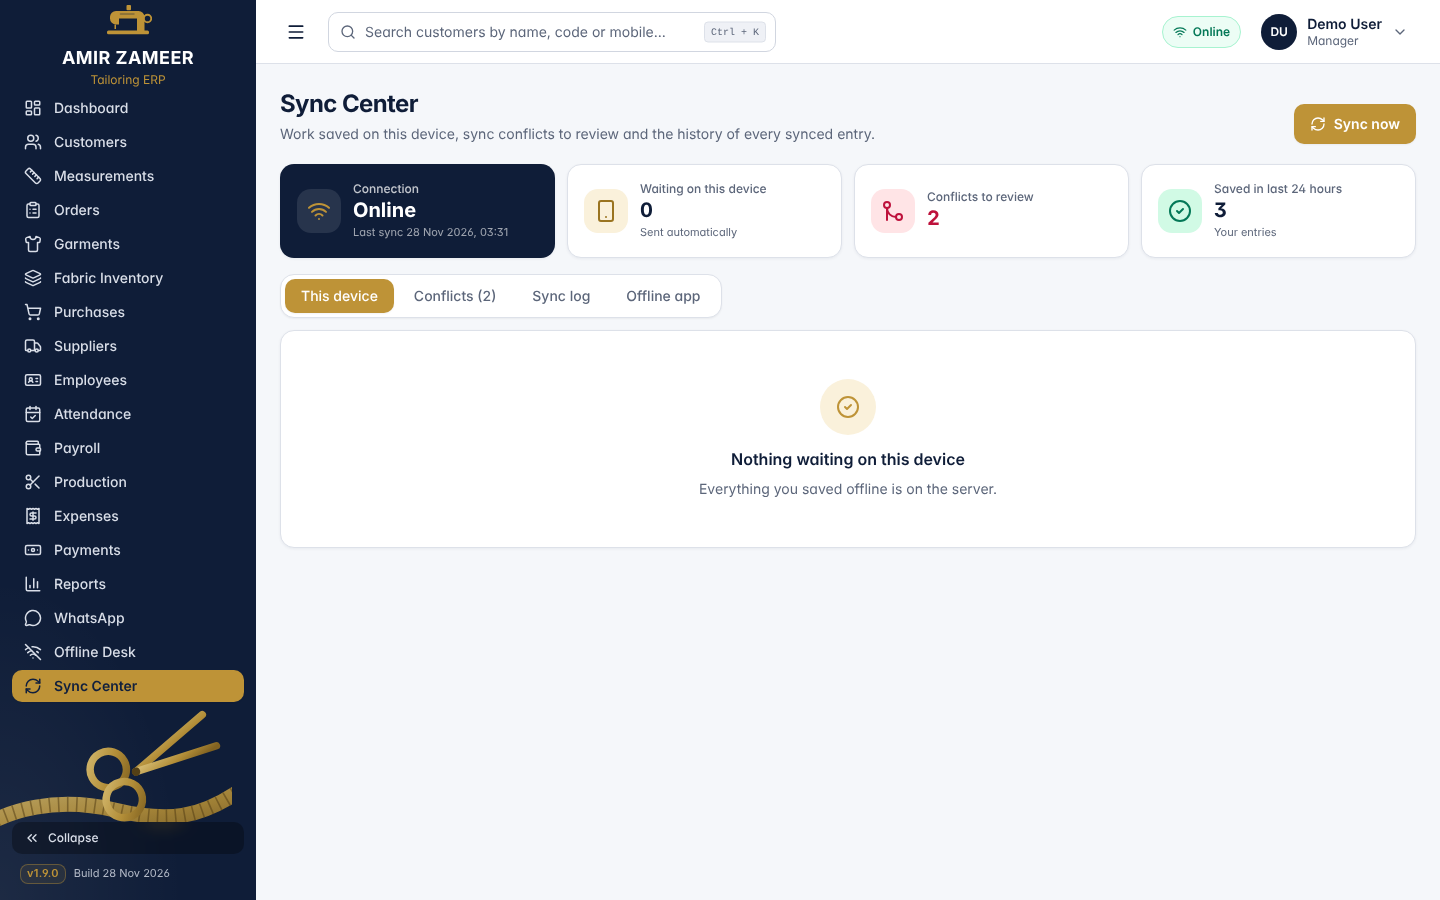 AMIR ZAMEER
Tailoring ERP
Dashboard
Customers
Measurements
Orders
Garments
Fabric Inventory
Purchases
Suppliers
Employees
Attendance
Payroll
Production
Expenses
Payments
Reports
WhatsApp
Offline Desk
Sync Center
Collapse
v1.9.0 Build 28 Nov 2026
Search customers by name, code or mobile... Ctrl + K
Online
DU
Demo User
Manager
Sync Center
Work saved on this device, sync conflicts to review and the history of every synced entry.
Sync now
Connection
Online
Last sync 28 Nov 2026, 03:31
Waiting on this device
0
Sent automatically
Conflicts to review
2
Saved in last 24 hours
3
Your entries
This device Conflicts (2) Sync log Offline app
Nothing waiting on this device
Everything you saved offline is on the server.